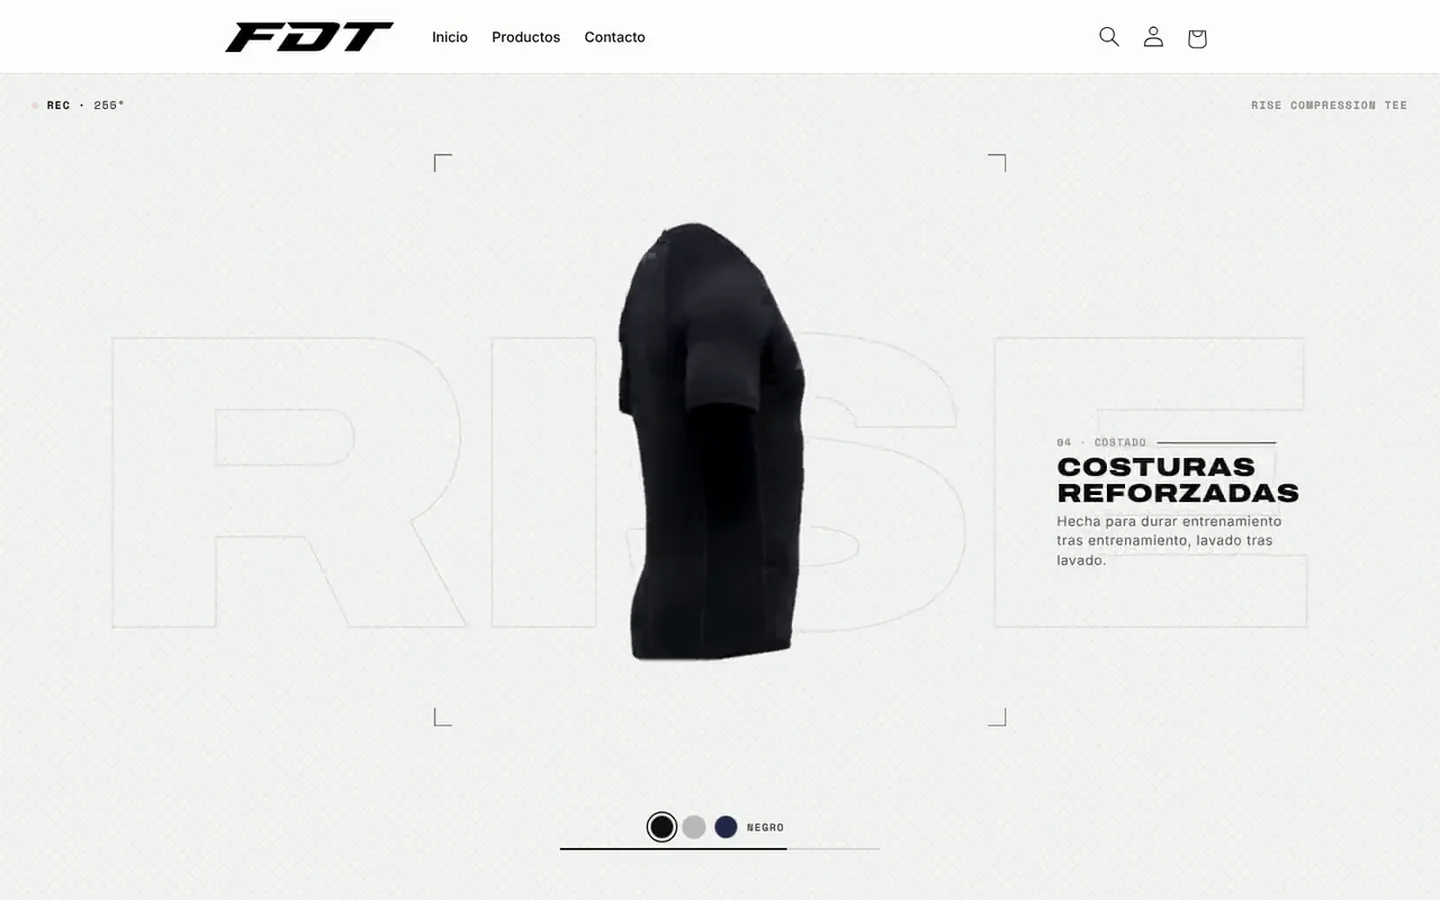 FDT
Inicio Productos Contacto
REC · 256°
RISE COMPRESSION TEE
RISE
04 · COSTADO
COSTURAS
REFORZADAS
Hecha para durar entrenamiento
tras entrenamiento, lavado tras
lavado.
NEGRO